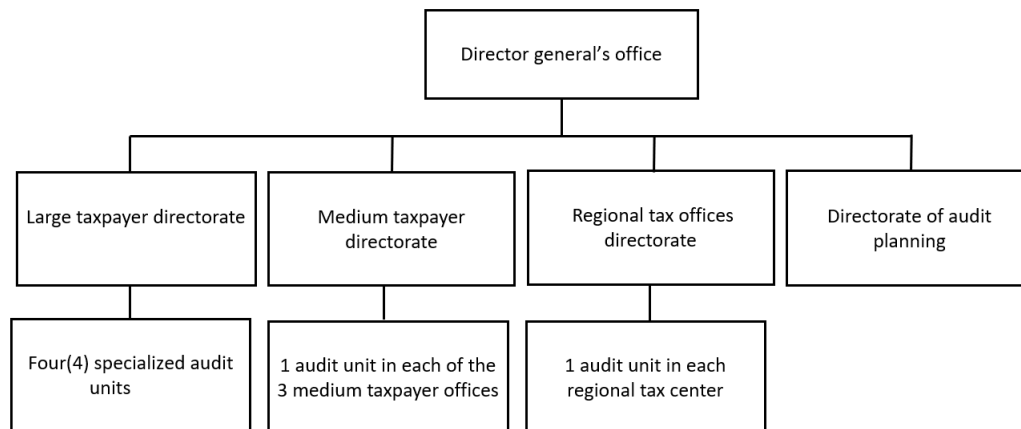 Director general’s office
Large taxpayer directorate
Medium taxpayer
directorate
Regional tax offices
directorate
Directorate of audit
planning
Four(4) specialized audit
units
1 audit unit in each of the
3 medium taxpayer offices
1 audit unit in each
regional tax center